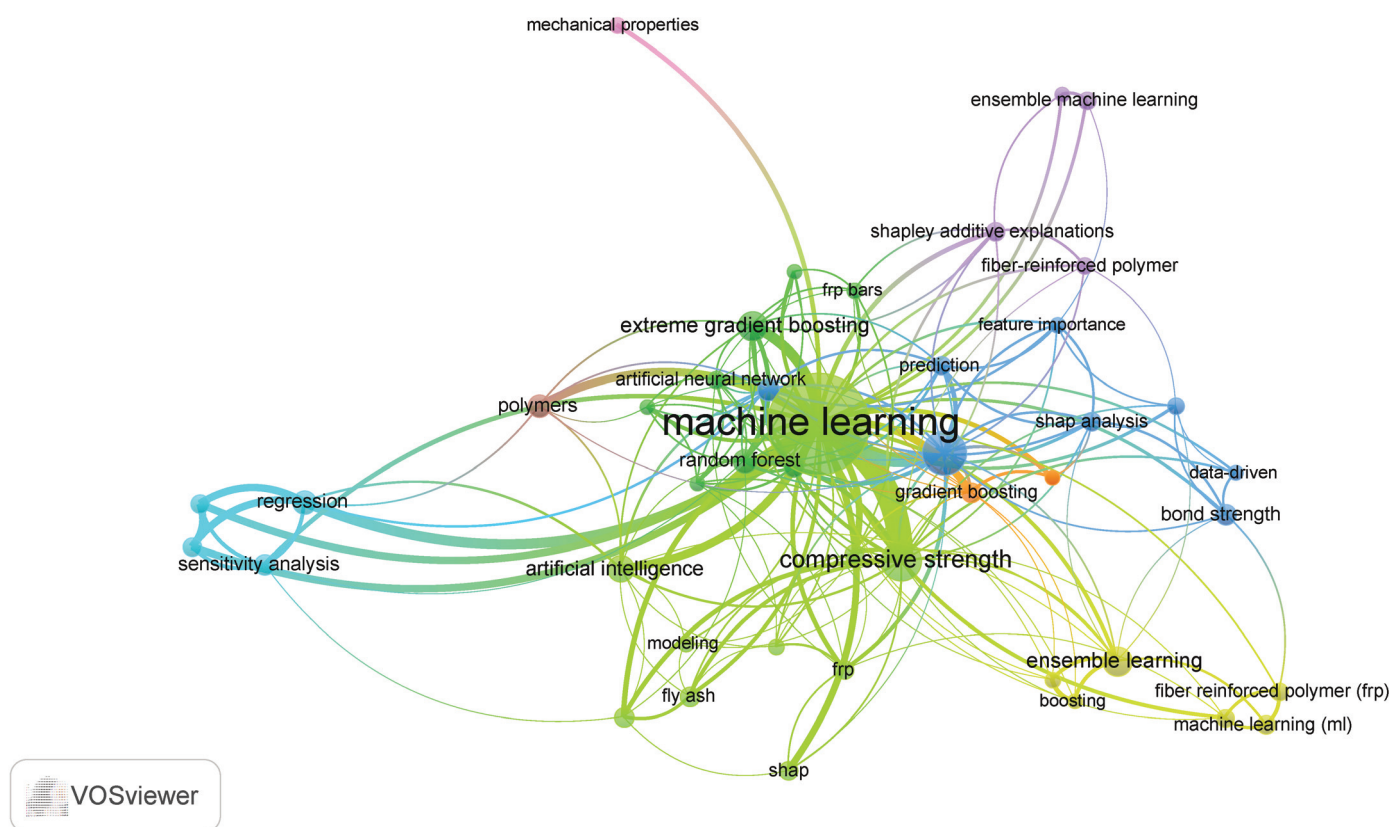 mechanical properties
ensemble machine learning
shapley additive explanations
fiber-reinforced polymer
frp bars
extreme gradient boosting
feature importance
prediction
artificial neural network
polymers
machine learning
shap analysis
random forest
data-driven
gradient boosting
regression
bond strength
compressive strength
sensitivity analysis
artificial intelligence
modeling
ensemble learning
frp
fly ash
fiber reinforced polymer (frp)
boosting
machine learning (ml)
shap
VOSviewer